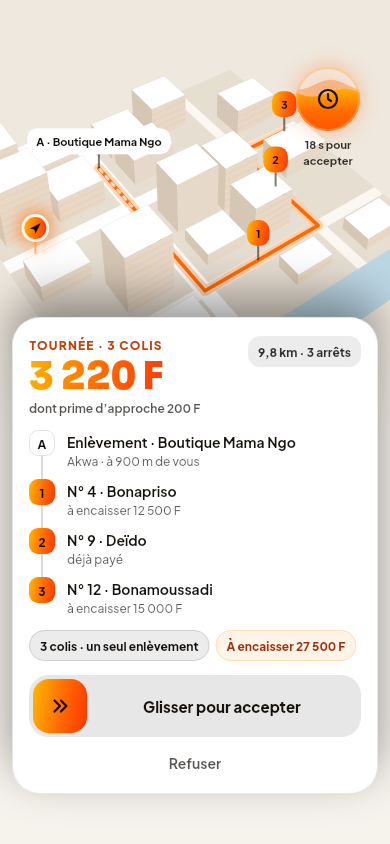 3
2
18 s pour
accepter
A · Boutique Mama Ngo
1
TOURNÉE · 3 COLIS
3 220 F
9,8 km · 3 arrêts
dont prime d’approche 200 F
A
Enlèvement · Boutique Mama Ngo
Akwa · à 900 m de vous
1
N° 4 · Bonapriso
à encaisser 12 500 F
2
N° 9 · Deïdo
déjà payé
3
N° 12 · Bonamoussadi
à encaisser 15 000 F
3 colis · un seul enlèvement
À encaisser 27 500 F
Glisser pour accepter
Refuser